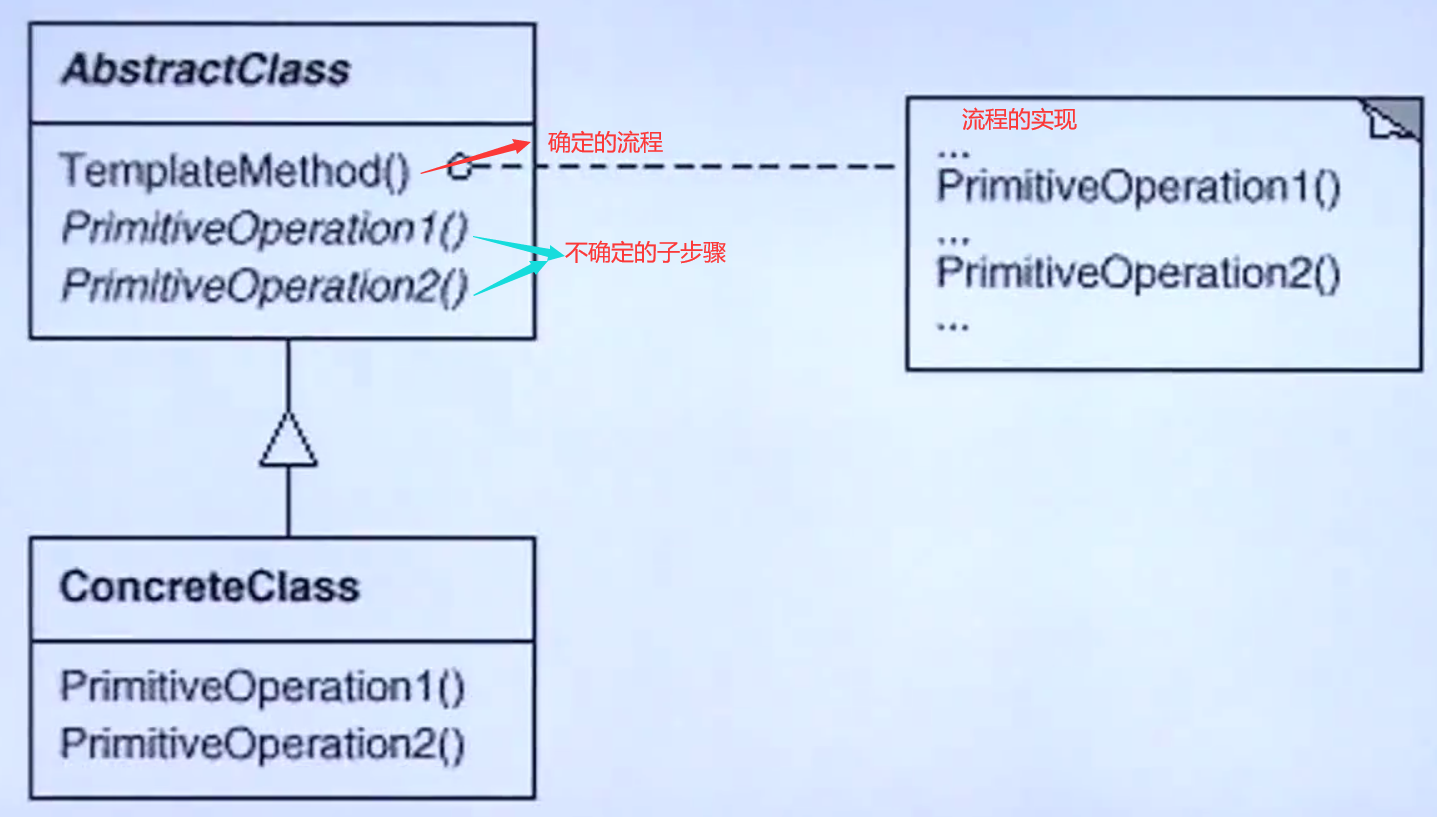 AbstractClass
TemplateMethod()
确定的流程
PrimitiveOperation1()
PrimitiveOperation2()
不确定的子步骤
流程的实现
...
PrimitiveOperation1()
...
PrimitiveOperation2()
...
ConcreteClass
PrimitiveOperation1()
PrimitiveOperation2()